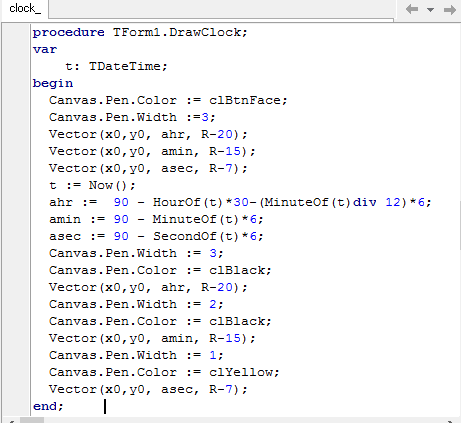 clock_
procedure TForm1.DrawClock;
var
    t: TDateTime;
begin
  Canvas.Pen.Color := clBtnFace;
  Canvas.Pen.Width :=3;
  Vector(x0,y0, ahr, R-20);
  Vector(x0,y0, amin, R-15);
  Vector(x0,y0, asec, R-7);
  t := Now();
  ahr :=  90 - HourOf(t)*30-(MinuteOf(t)div 12)*6;
  amin := 90 - MinuteOf(t)*6;
  asec := 90 - SecondOf(t)*6;
  Canvas.Pen.Width := 3;
  Canvas.Pen.Color := clBlack;
  Vector(x0,y0, ahr, R-20);
  Canvas.Pen.Width := 2;
  Canvas.Pen.Color := clBlack;
  Vector(x0,y0, amin, R-15);
  Canvas.Pen.Width := 1;
  Canvas.Pen.Color := clYellow;
  Vector(x0,y0, asec, R-7);
end;